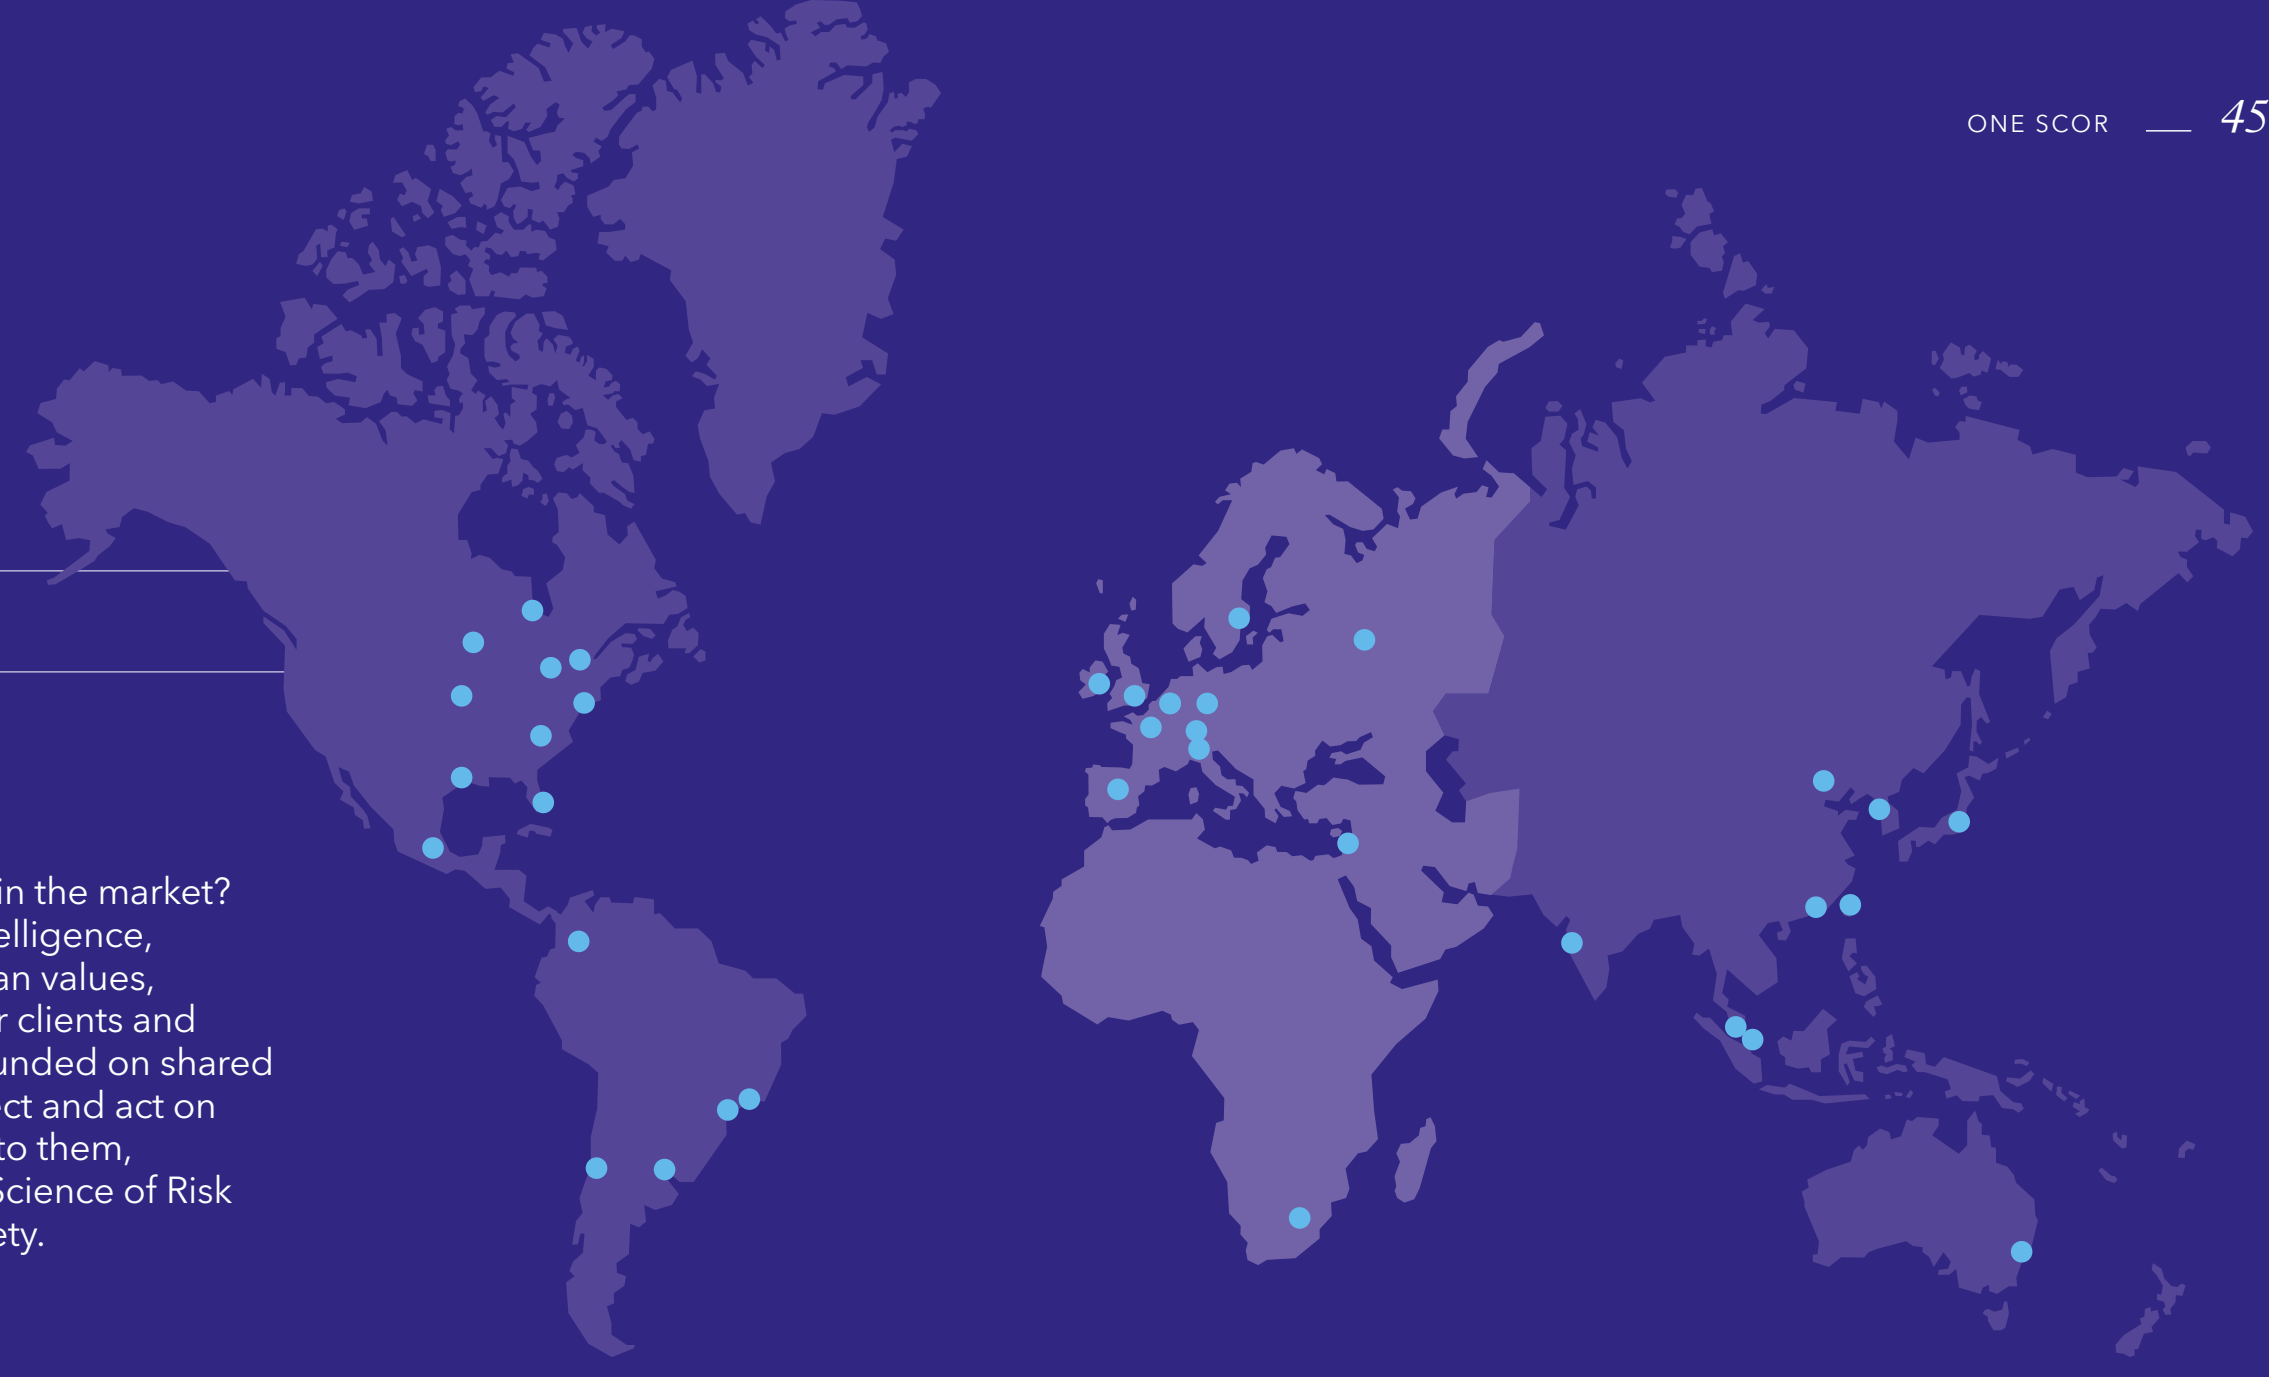 ONE SCOR — 45
in the market?
elligence,
an values,
r clients and
unded on shared
ect and act on
to them,
Science of Risk
ety.